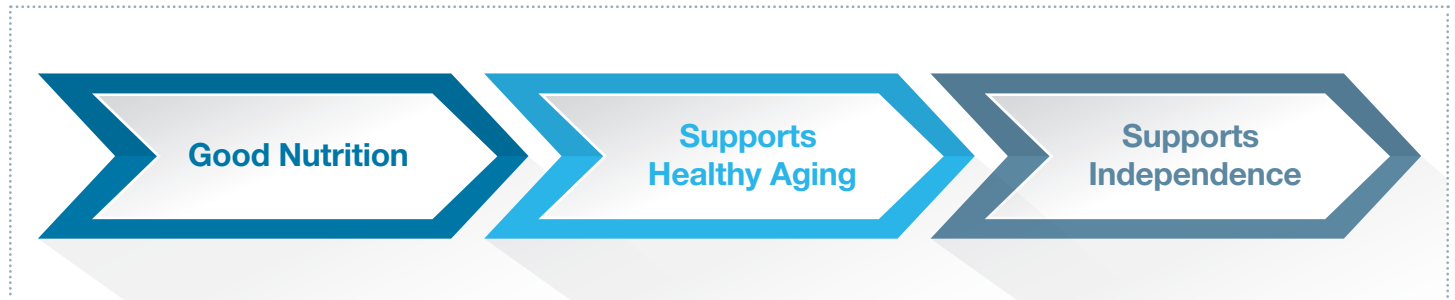 Good Nutrition
Supports
Healthy Aging
Supports
Independence